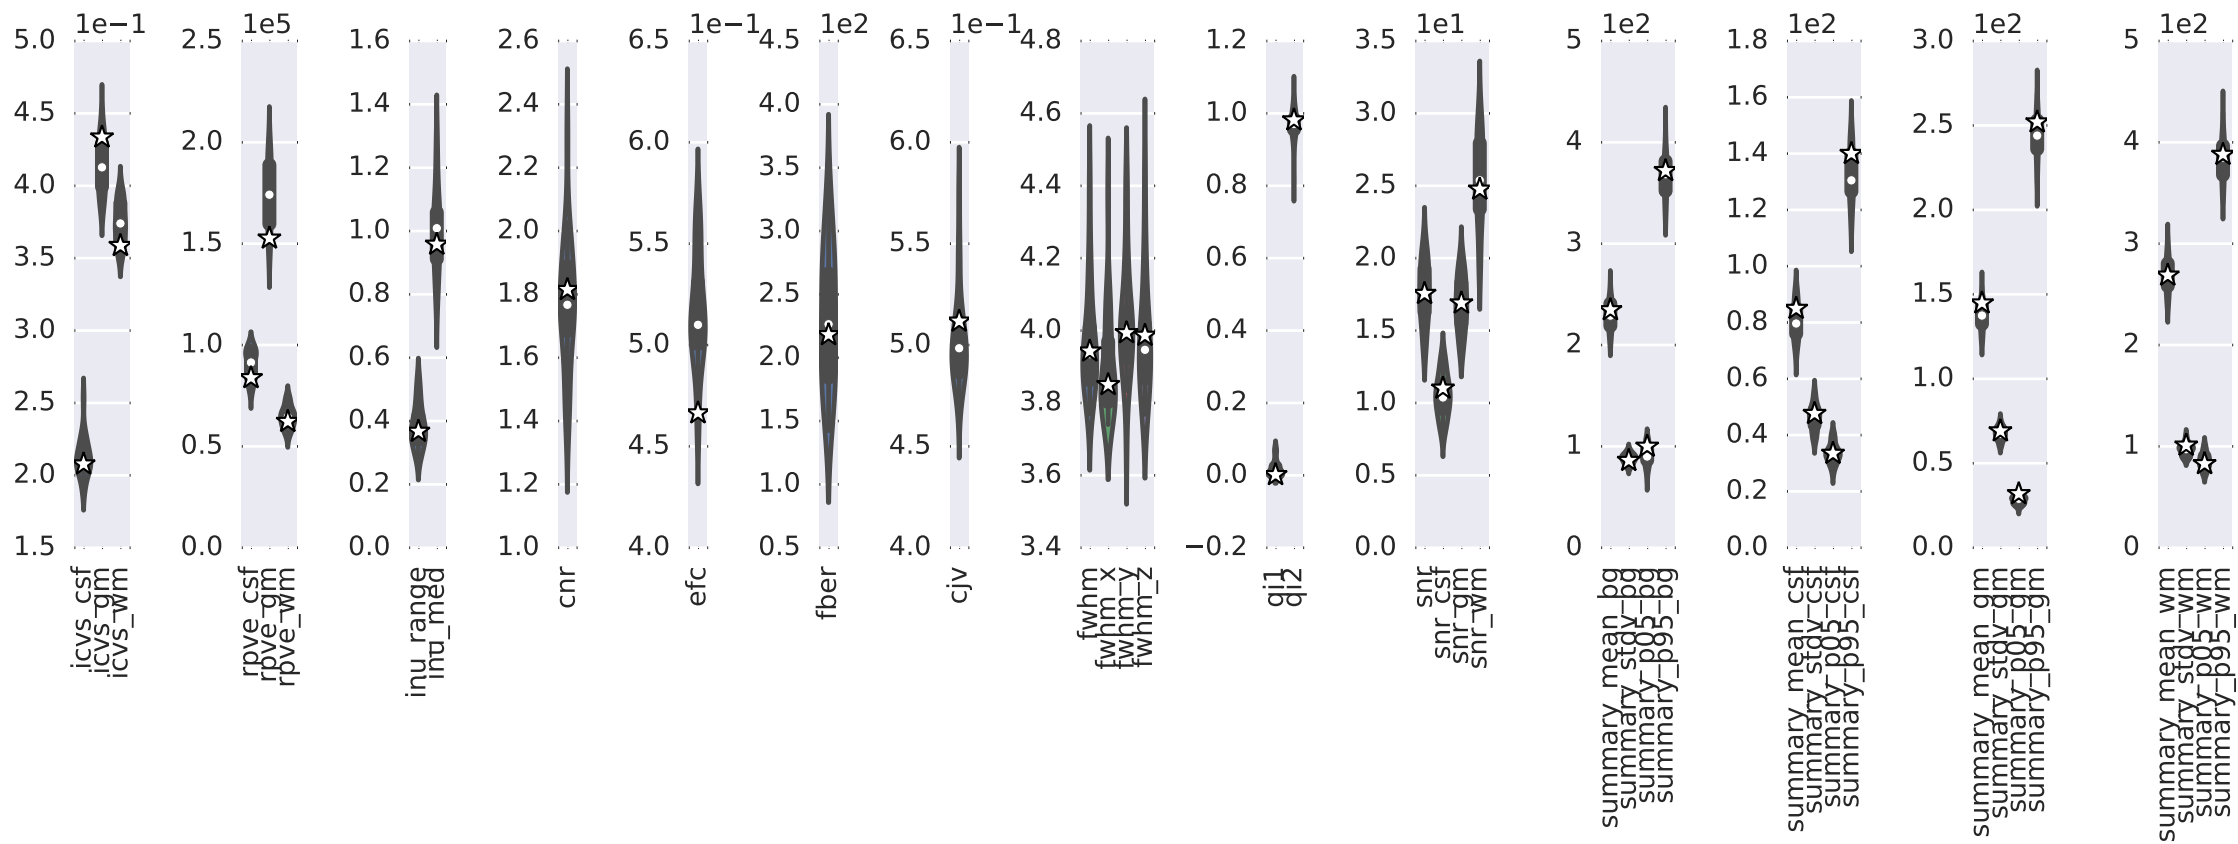 1e−1
5.0
4.5
4.0
3.5
3.0
2.5
2.0
1.5
icvs_csf
icvs_gm
icvs_wm
1e5
2.5
2.0
1.5
1.0
0.5
0.0
rpve_csf
rpve_gm
rpve_wm
1.6
1.4
1.2
1.0
0.8
0.6
0.4
0.2
0.0
inu_range
inu_med
2.6
2.4
2.2
2.0
1.8
1.6
1.4
1.2
1.0
cnr
1e−1
6.5
6.0
5.5
5.0
4.5
4.0
efc
1e2
4.5
4.0
3.5
3.0
2.5
2.0
1.5
1.0
0.5
fber
1e−1
6.5
6.0
5.5
5.0
4.5
4.0
cjv
4.8
4.6
4.4
4.2
4.0
3.8
3.6
3.4
fwhm
fwhm_x
fwhm_y
fwhm_z
1.2
1.0
0.8
0.6
0.4
0.2
0.0
−0.2
qi1
qi2
1e1
3.5
3.0
2.5
2.0
1.5
1.0
0.5
0.0
snr
snr_csf
snr_gm
snr_wm
1e2
5
4
3
2
1
0
summary_mean_bg
summary_stdv_bg
summary_p05_bg
summary_p95_bg
1e2
1.8
1.6
1.4
1.2
1.0
0.8
0.6
0.4
0.2
0.0
summary_mean_csf
summary_stdv_csf
summary_p05_csf
summary_p95_csf
1e2
3.0
2.5
2.0
1.5
1.0
0.5
0.0
summary_mean_gm
summary_stdv_gm
summary_p05_gm
summary_p95_gm
1e2
5
4
3
2
1
0
summary_mean_wm
summary_stdv_wm
summary_p05_wm
summary_p95_wm